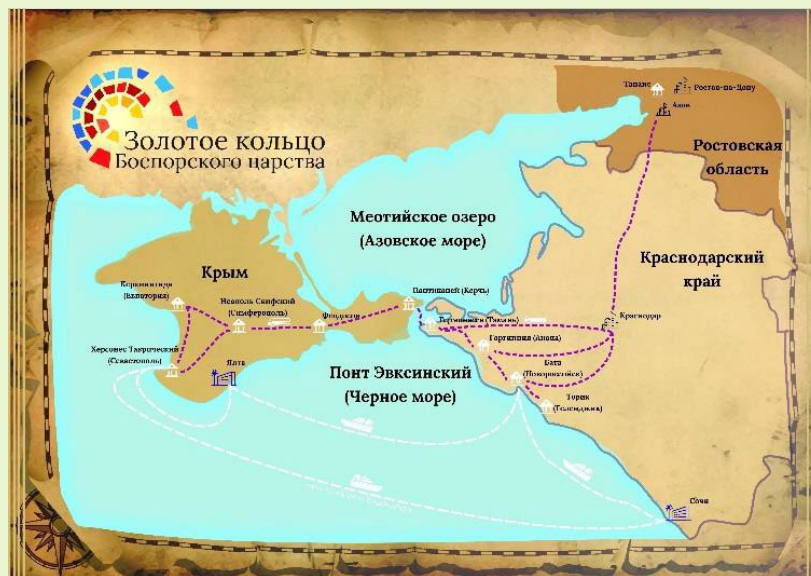 Золотое кольцо
Боспорского царства
Танаис
Ростов-на-Дону
Азов
Ростовская
область
Меотийское озеро
(Азовское море)
Краснодарский
край
Крым
Керкинитида
(Евпатория)
Неаполь Скифский
(Симферополь)
Феодосия
Пантикапей (Керчь)
Гермонасса (Тамань)
Краснодар
Горгиппия (Анапа)
Херсонес Таврический
(Севастополь)
Ялта
Бата
(Новороссийск)
Понт Эвксинский
(Черное море)
Торик
(Геленджик)
Сочи